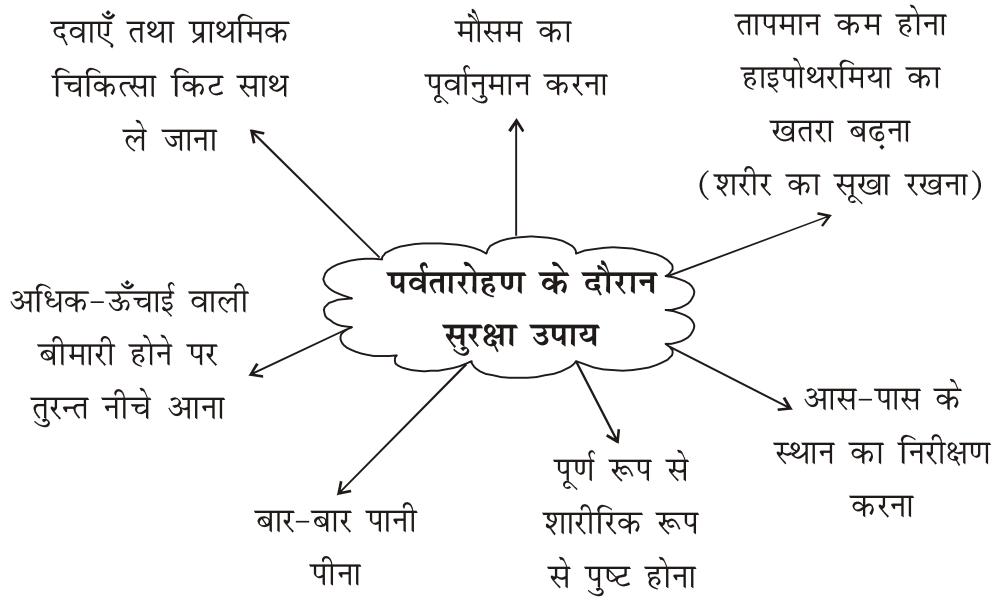 दवाएँ तथा प्राथमिक
चिकित्सा किट साथ
ले जाना
मौसम का
पूर्वानुमान करना
तापमान कम होना
हाइपोथरमिया का
खतरा बढ़ना
(शरीर का सूखा रखना)
पर्वतारोहण के दौरान
सुरक्षा उपाय
अधिक-ऊँचाई वाली
बीमारी होने पर
तुरन्त नीचे आना
आस-पास के
स्थान का निरीक्षण
करना
बार-बार पानी
पीना
पूर्ण रूप से
शारीरिक रूप
से पुष्ट होना